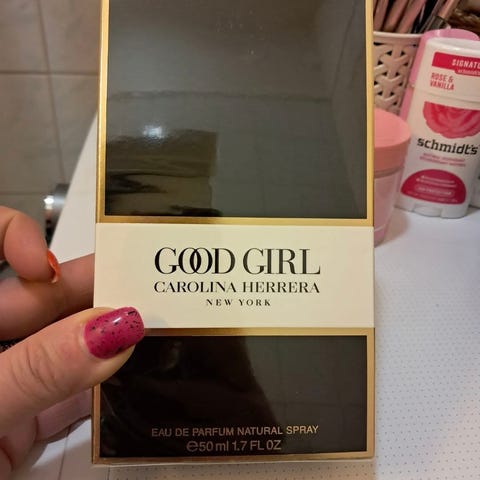 GOOD GIRL
CAROLINA HERRERA
NEW YORK
EAU DE PARFUM NATURAL SPRAY
℮50 ml 1.7 FL OZ
SIGNATU
ROSE &
VANILLA
schmidt's